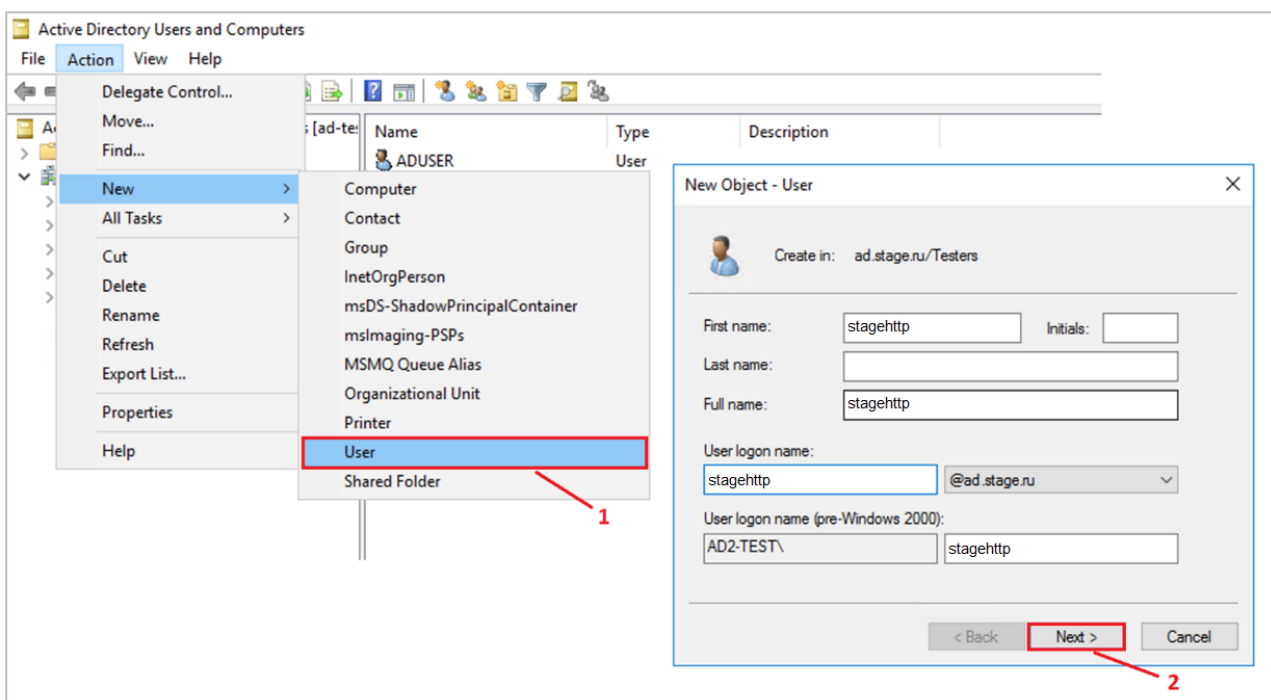 Active Directory Users and Computers
File Action View Help
Delegate Control...
Move...
Find...
New
All Tasks
Cut
Delete
Rename
Refresh
Export List...
Properties
Help
[ad-te
Name Type Description
ADUSER User
Computer
Contact
Group
InetOrgPerson
msDS-ShadowPrincipalContainer
msImaging-PSPs
MSMQ Queue Alias
Organizational Unit
Printer
User
Shared Folder
1
New Object - User
Create in: ad.stage.ru/Testers
First name: stagehttp Initials:
Last name:
Full name: stagehttp
User logon name:
stagehttp @ad.stage.ru
User logon name (pre-Windows 2000):
AD2-TEST\ stagehttp
< Back Next > Cancel
2